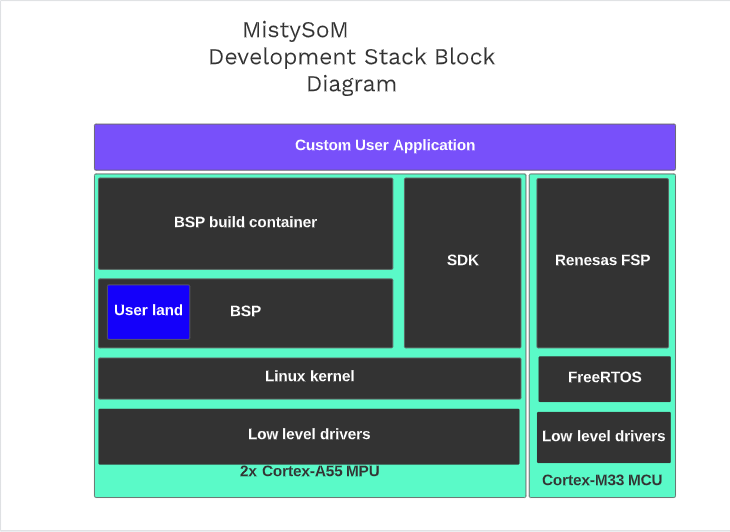 MistySoM
Development Stack Block
Diagram
Custom User Application
BSP build container
SDK
Renesas FSP
User land
BSP
Linux kernel
FreeRTOS
Low level drivers
Low level drivers
2x Cortex-A55 MPU
Cortex-M33 MCU